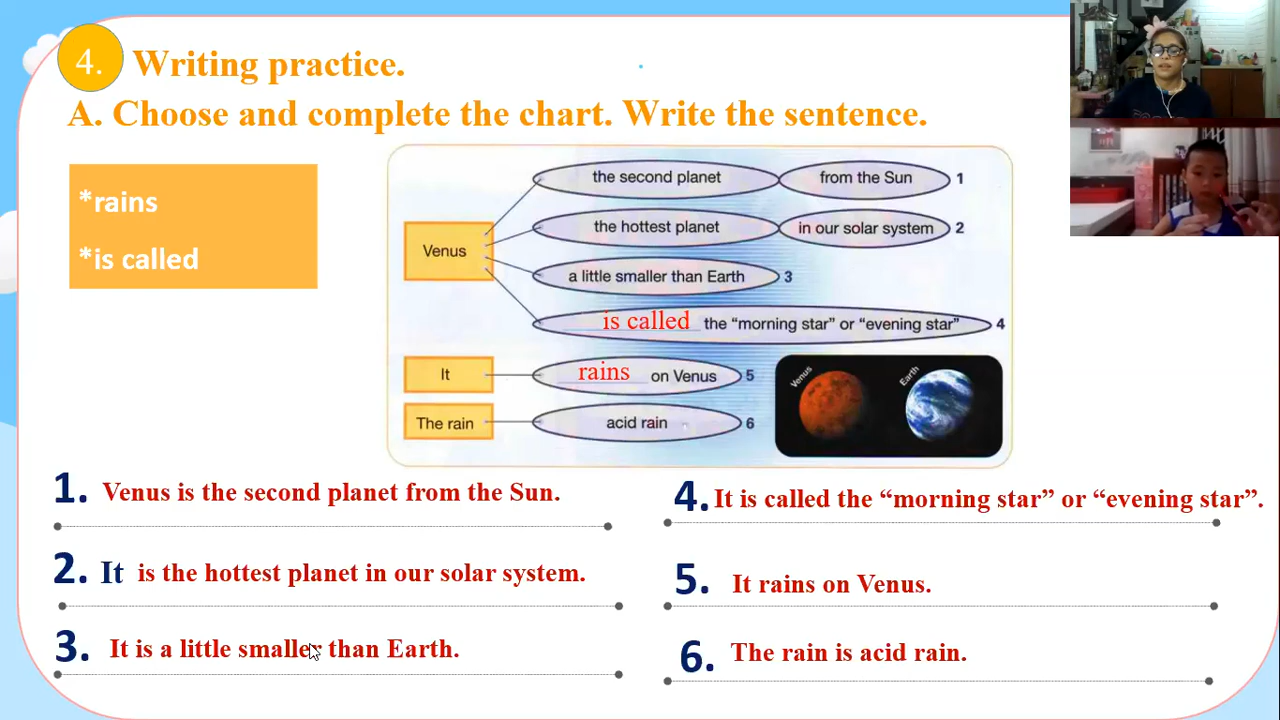 4. Writing practice.
A. Choose and complete the chart. Write the sentence.
*rains
*is called
Venus
the second planet
from the Sun
1
the hottest planet
in our solar system
2
a little smaller than Earth
3
is called the “morning star” or “evening star”
4
It
rains on Venus
5
The rain
acid rain
6
Venus
Earth
1. Venus is the second planet from the Sun.
2. It is the hottest planet in our solar system.
3. It is a little smaller than Earth.
4. It is called the “morning star” or “evening star”.
5. It rains on Venus.
6. The rain is acid rain.